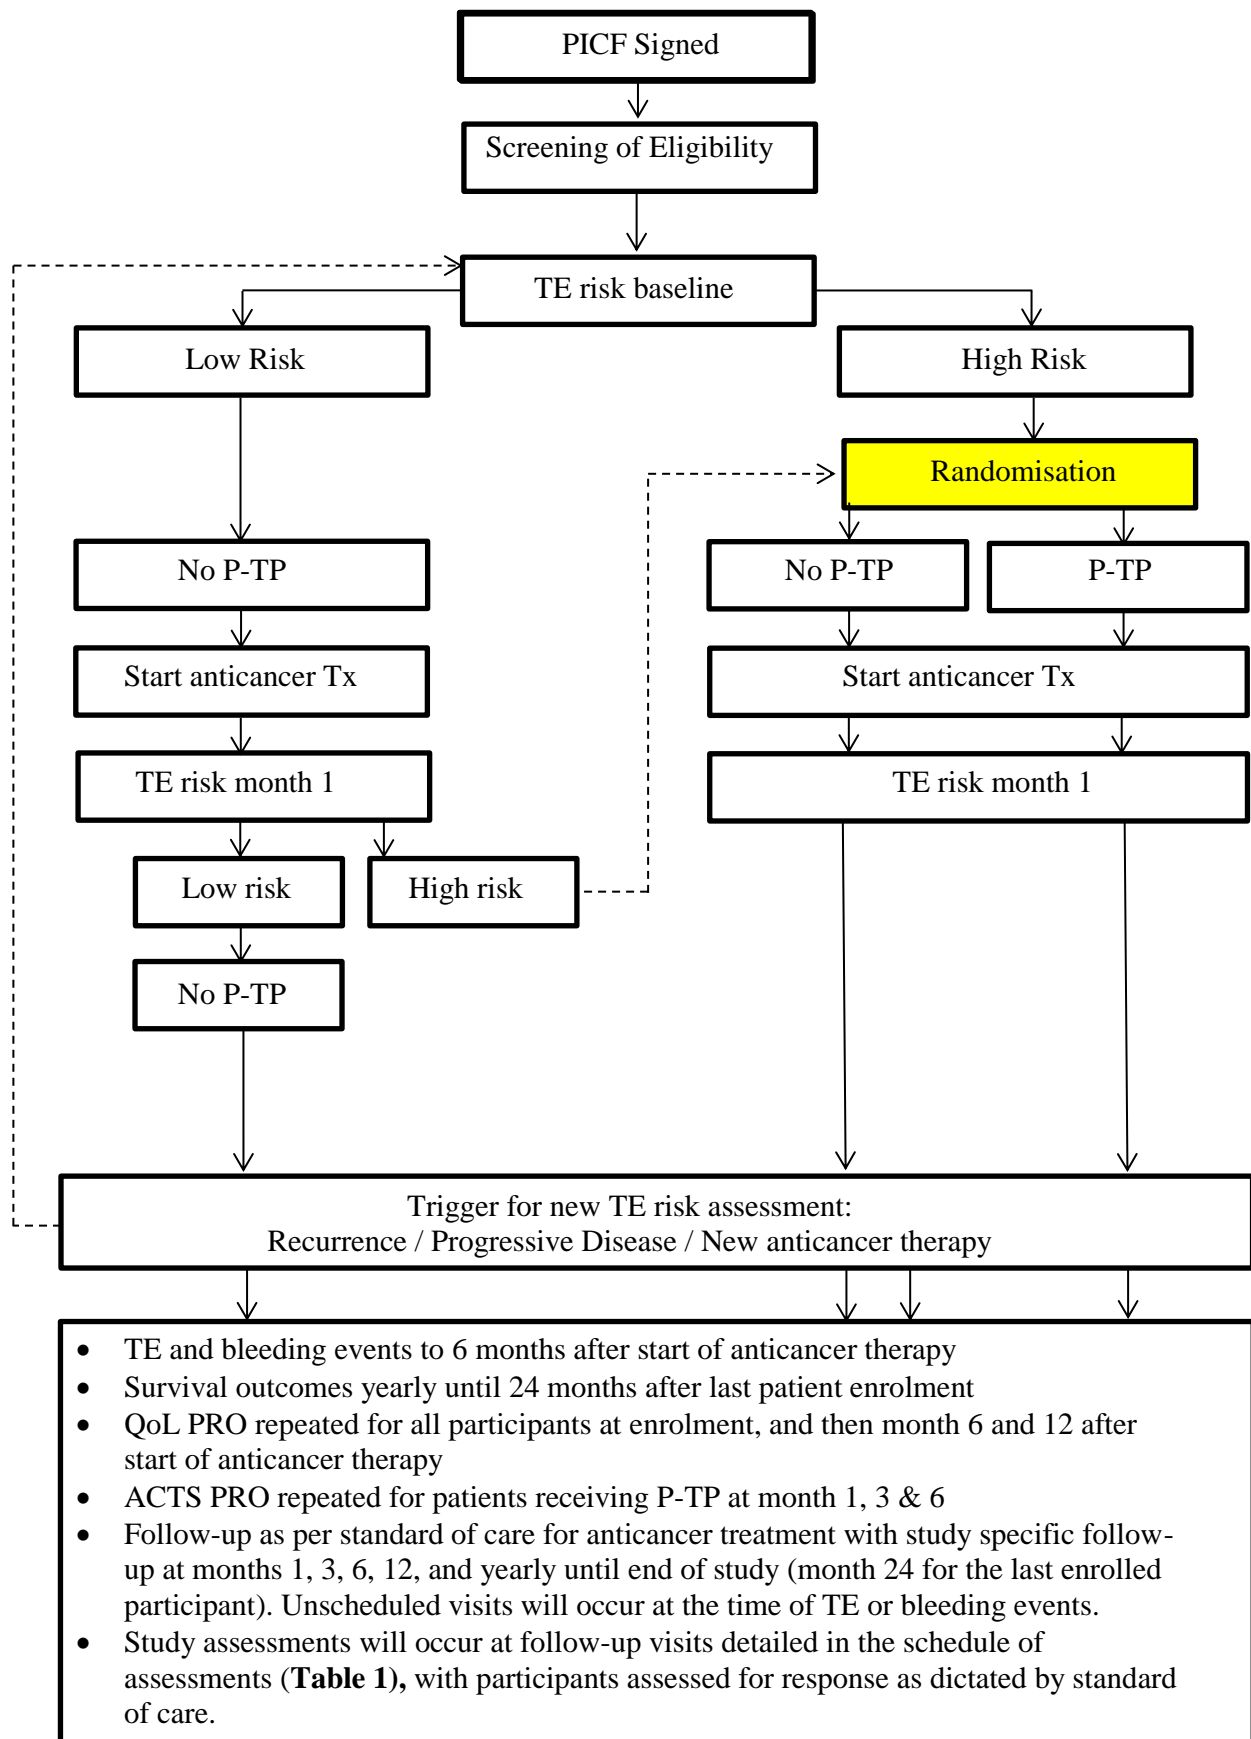 PICF Signed
Screening of Eligibility
TE risk baseline
Low Risk
High Risk
Randomisation
No P-TP
No P-TP
P-TP
Start anticancer Tx
Start anticancer Tx
TE risk month 1
TE risk month 1
Low risk
High risk
No P-TP
Trigger for new TE risk assessment:
Recurrence / Progressive Disease / New anticancer therapy
• TE and bleeding events to 6 months after start of anticancer therapy
• Survival outcomes yearly until 24 months after last patient enrolment
• QoL PRO repeated for all participants at enrolment, and then month 6 and 12 after
start of anticancer therapy
• ACTS PRO repeated for patients receiving P-TP at month 1, 3 & 6
• Follow-up as per standard of care for anticancer treatment with study specific follow-
up at months 1, 3, 6, 12, and yearly until end of study (month 24 for the last enrolled
participant). Unscheduled visits will occur at the time of TE or bleeding events.
• Study assessments will occur at follow-up visits detailed in the schedule of
assessments (Table 1), with participants assessed for response as dictated by standard
of care.